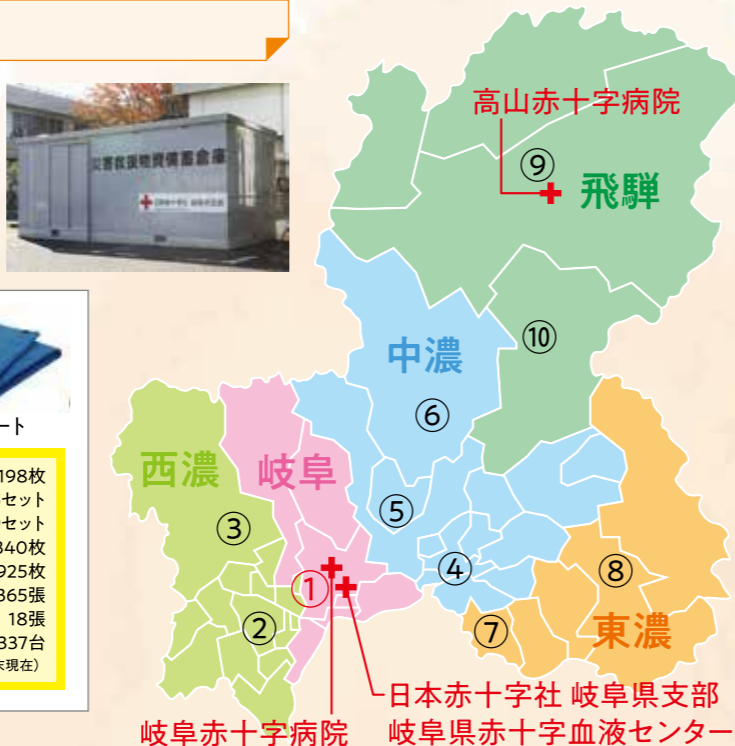 災害救援物資備蓄倉庫
ート
198枚
セット
セット
340枚
925枚
365張
18張
337台
末現在）
高山赤十字病院
⑨
飛騨
⑩
中濃
⑥
西濃
岐阜
③
⑤
①
④
⑧
②
⑦
東濃
日本赤十字社 岐阜県支部
岐阜赤十字病院
岐阜県赤十字血液センター